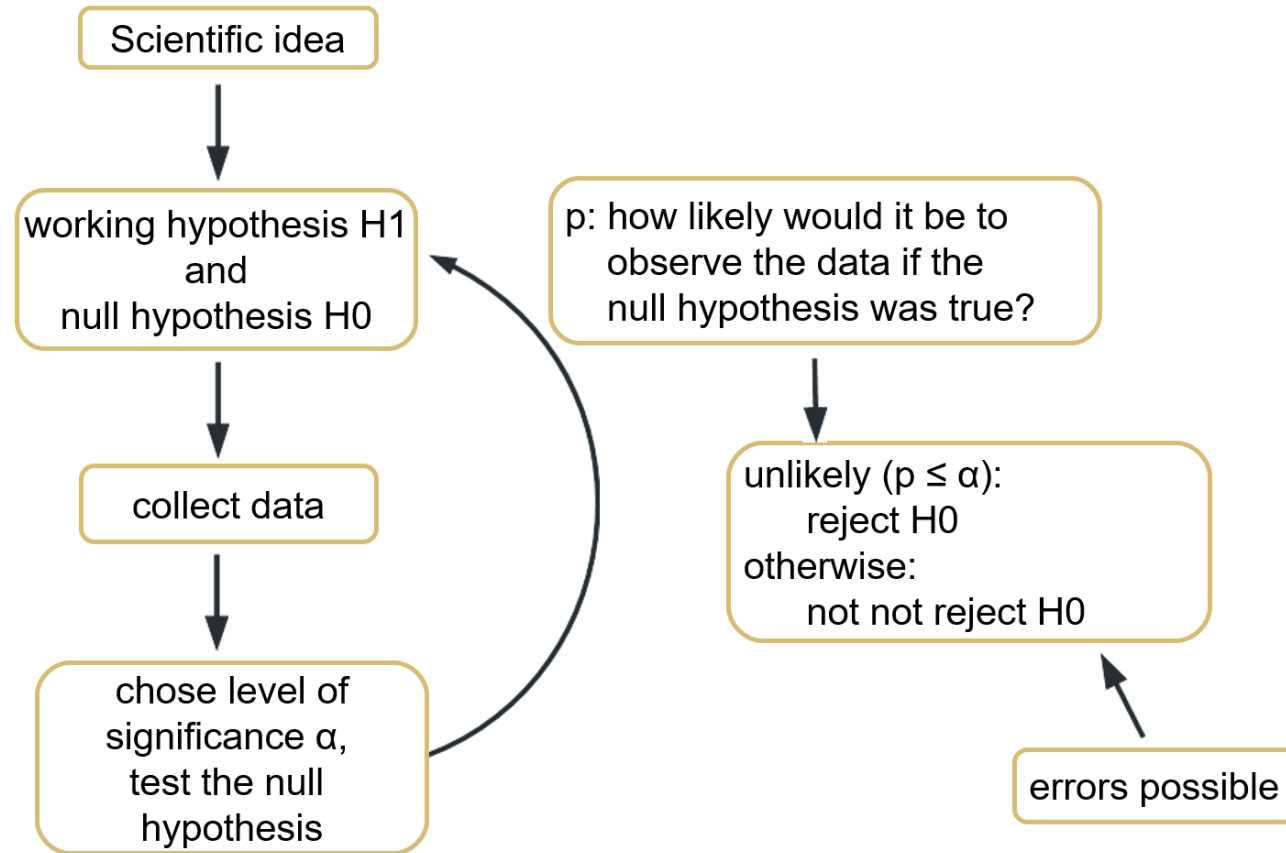 Scientific idea
working hypothesis H1
and
null hypothesis H0
collect data
chose level of
significance α,
test the null
hypothesis
p: how likely would it be to
observe the data if the
null hypothesis was true?
unlikely (p ≤ α):
reject H0
otherwise:
not not reject H0
errors possible